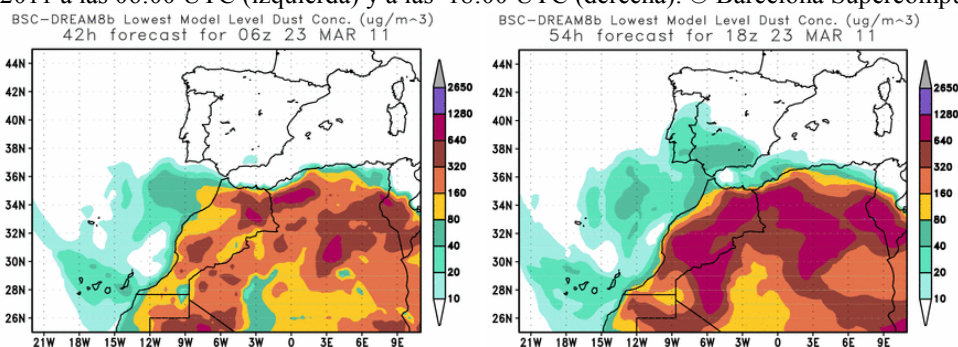 2011 a las 06:00 UTC (izquierda) y a las 18:00 UTC (derecha). © Barcelona
BSC-DREAM8b Lowest Model Level Dust Conc. (ug/m^3)
42h forecast for 06z 23 MAR 11
44N
42N
40N
38N
36N
34N
32N
30N
28N
26N
21W 18W 15W 12W 9W 6W 3W 0 3E 6E 9E
2650
1280
640
320
160
80
40
20
10
BSC-DREAM8b Lowest Model Level Dust Conc. (ug/m^3)
54h forecast for 18z 23 MAR 11
44N
42N
40N
38N
36N
34N
32N
30N
28N
26N
21W 18W 15W 12W 9W 6W 3W 0 3E 6E 9E
2650
1280
640
320
160
80
40
20
10